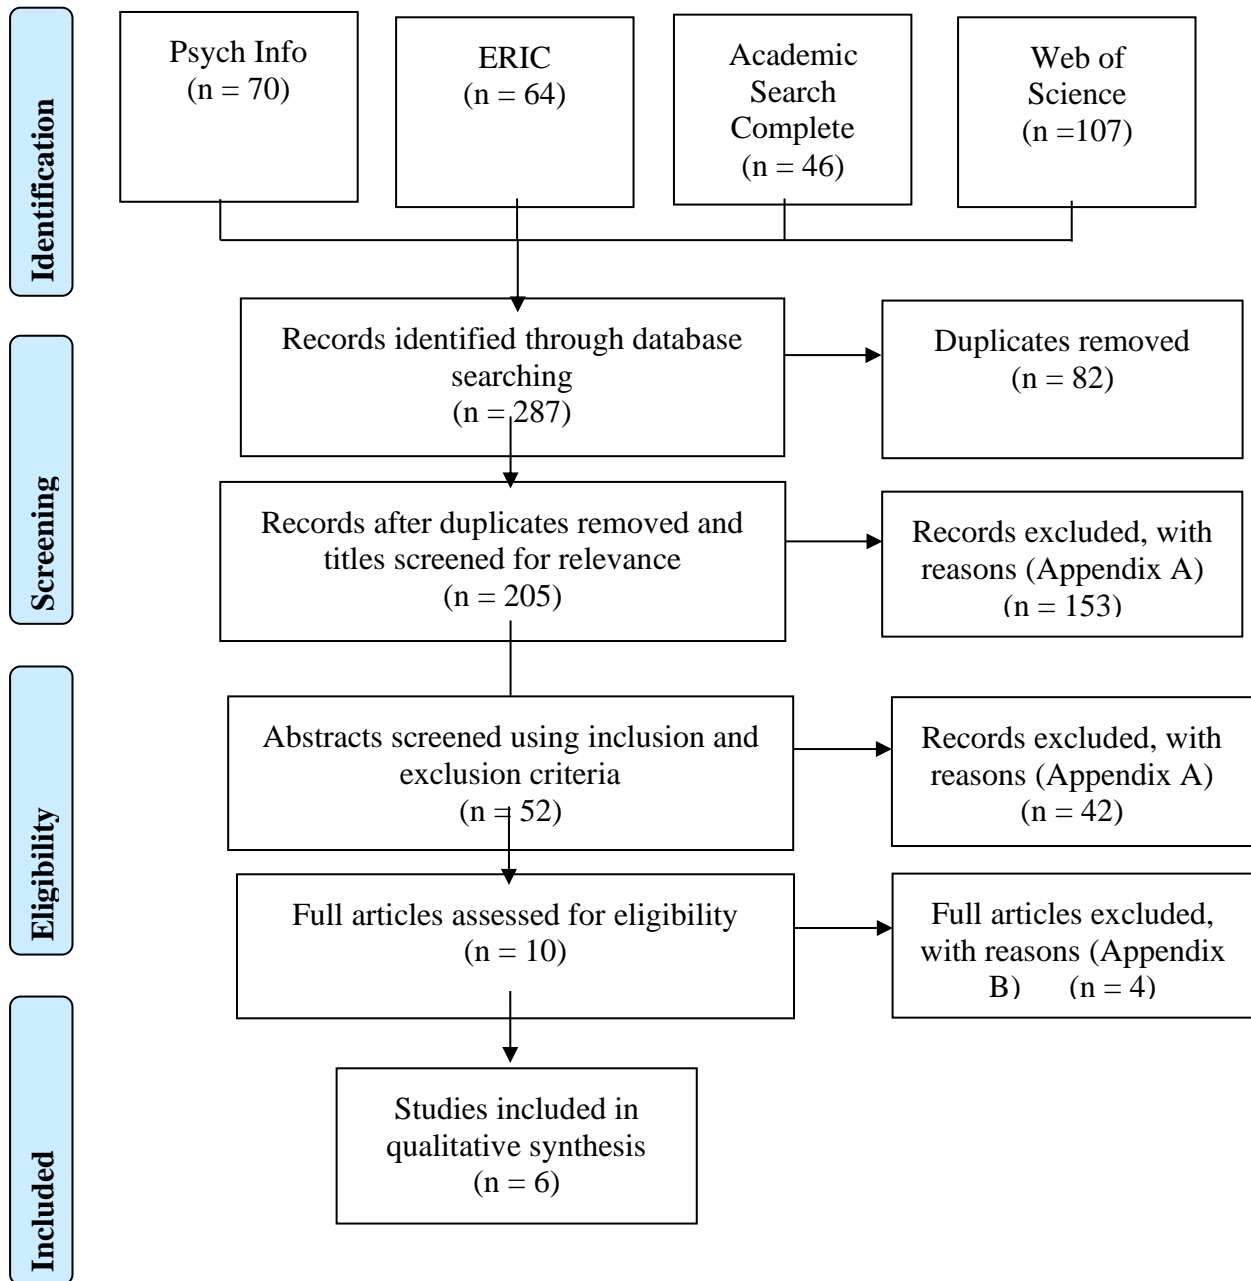 Identification
Psych Info
(n = 70)
ERIC
(n = 64)
Academic
Search
Complete
(n = 46)
Web of
Science
(n =107)
Records identified through database
searching
(n = 287)
Duplicates removed
(n = 82)
Screening
Records after duplicates removed and
titles screened for relevance
(n = 205)
Records excluded, with
reasons (Appendix A)
(n = 153)
Eligibility
Abstracts screened using inclusion and
exclusion criteria
(n = 52)
Records excluded, with
reasons (Appendix A)
(n = 42)
Full articles assessed for eligibility
(n = 10)
Full articles excluded,
with reasons (Appendix
B) (n = 4)
Included
Studies included in
qualitative synthesis
(n = 6)